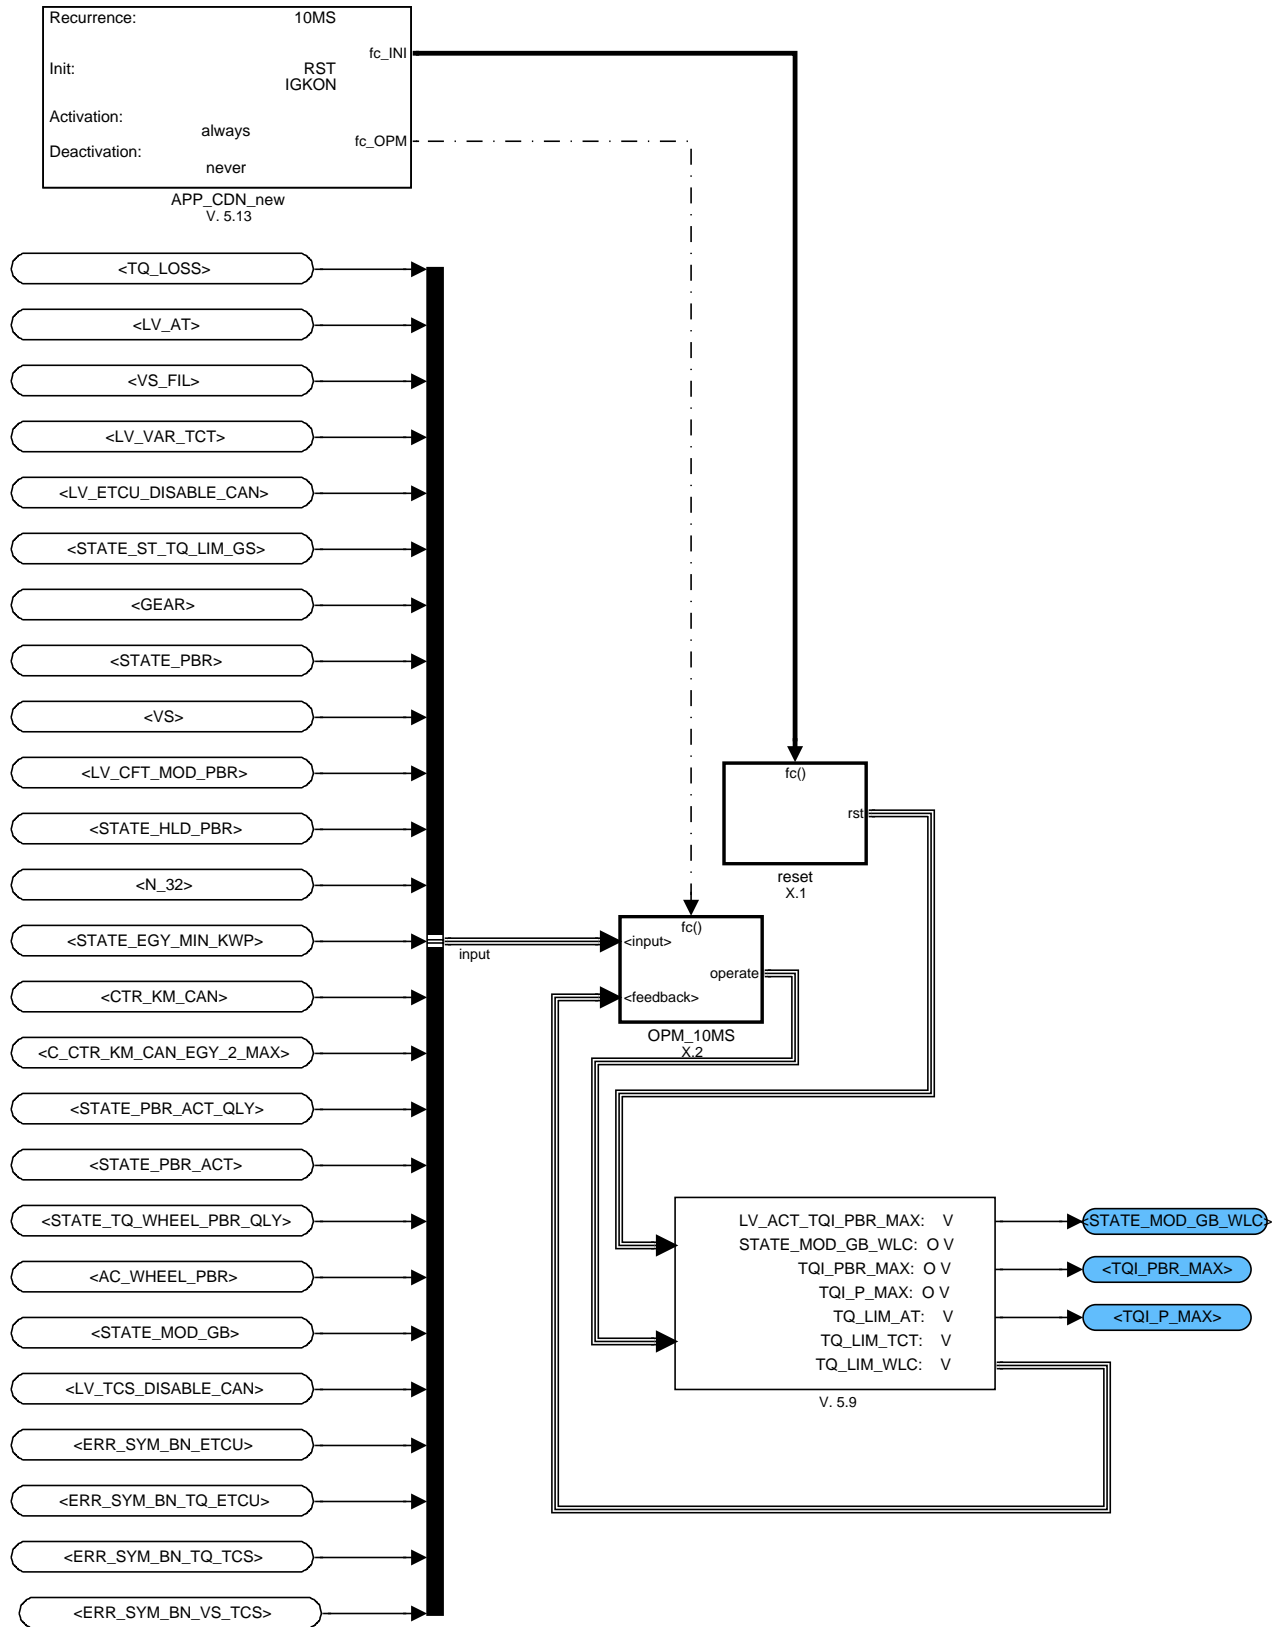 Recurrence: 10MS
fc_INI
Init: RST
IGKON
Activation:
always
fc_OPM
Deactivation:
never
APP_CDN_new
V. 5.13
<TQ_LOSS>
<LV_AT>
<VS_FIL>
<LV_VAR_TCT>
<LV_ETCU_DISABLE_CAN>
<STATE_ST_TQ_LIM_GS>
<GEAR>
<STATE_PBR>
<VS>
<LV_CFT_MOD_PBR>
<STATE_HLD_PBR>
<N_32>
<STATE_EGY_MIN_KWP>
<CTR_KM_CAN>
<C_CTR_KM_CAN_EGY_2_MAX>
<STATE_PBR_ACT_QLY>
<STATE_PBR_ACT>
<STATE_TQ_WHEEL_PBR_QLY>
<AC_WHEEL_PBR>
<STATE_MOD_GB>
<LV_TCS_DISABLE_CAN>
<ERR_SYM_BN_ETCU>
<ERR_SYM_BN_TQ_ETCU>
<ERR_SYM_BN_TQ_TCS>
<ERR_SYM_BN_VS_TCS>
input
fc()
rst
reset
X.1
fc()
<input>
operate
<feedback>
OPM_10MS
X.2
LV_ACT_TQI_PBR_MAX: V
STATE_MOD_GB_WLC: O V
TQI_PBR_MAX: O V
TQI_P_MAX: O V
TQ_LIM_AT: V
TQ_LIM_TCT: V
TQ_LIM_WLC: V
V. 5.9
<STATE_MOD_GB_WLC>
<TQI_PBR_MAX>
<TQI_P_MAX>